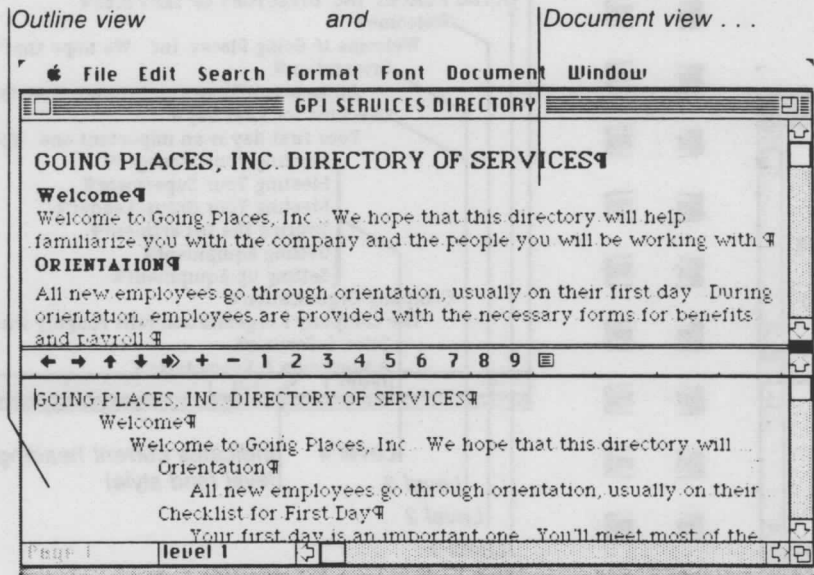 Outline view and Document view . . .
File Edit Search Format Font Document Window
GPI SERVICES DIRECTORY
GOING PLACES, INC. DIRECTORY OF SERVICES¶
Welcome¶
Welcome to Going Places, Inc. We hope that this directory will help
familiarize you with the company and the people you will be working with.¶
ORIENTATION¶
All new employees go through orientation, usually on their first day. During
orientation, employees are provided with the necessary forms for benefits
and payroll.¶
+ − 1 2 3 4 5 6 7 8 9
GOING PLACES, INC. DIRECTORY OF SERVICES¶
Welcome¶
Welcome to Going Places, Inc. We hope that this directory will
Orientation¶
All new employees go through orientation, usually on their
Checklist for First Day¶
Your first day is an important one. You'll meet most of the
Page 1 level 1